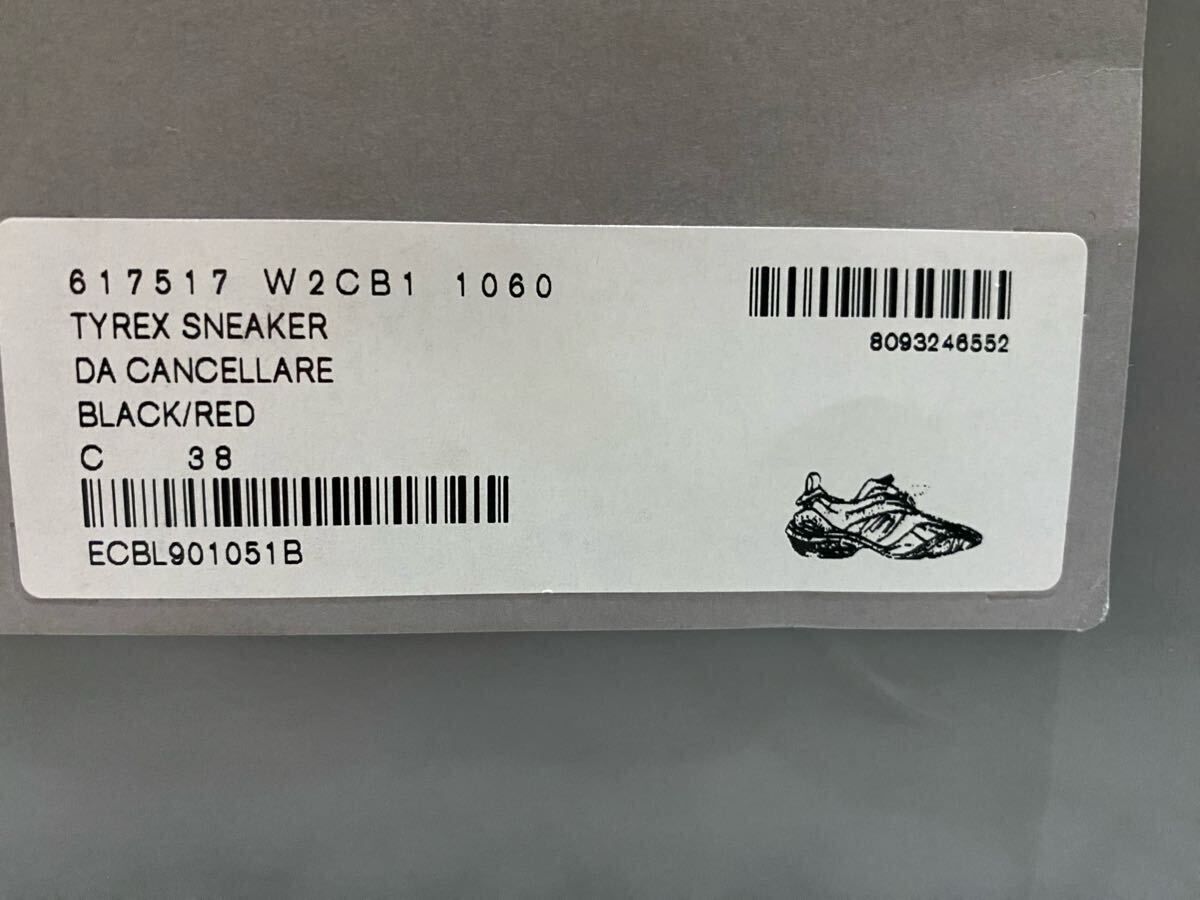 617517 W2CB1 1060
TYREX SNEAKER
DA CANCELLARE
BLACK/RED
C 38
ECBL901051B
8093246552